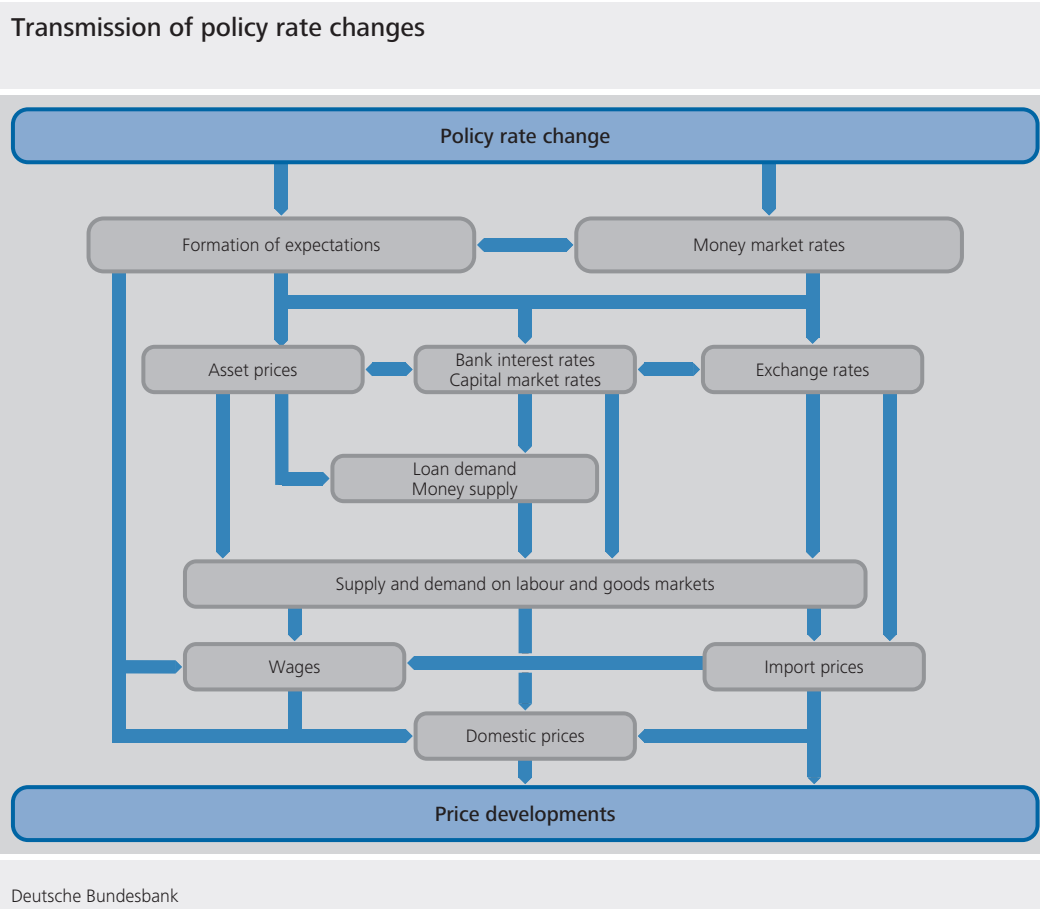 Transmission of policy rate changes
Policy rate change
Formation of expectations
Money market rates
Asset prices
Bank interest rates
Capital market rates
Exchange rates
Loan demand
Money supply
Supply and demand on labour and goods markets
Wages
Import prices
Domestic prices
Price developments
Deutsche Bundesbank